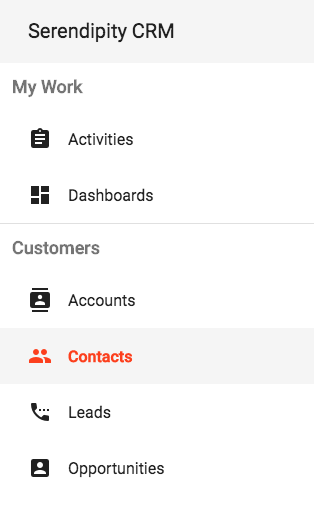 Serendipity CRM
My Work
Activities
Dashboards
Customers
Accounts
Contacts
Leads
Opportunities